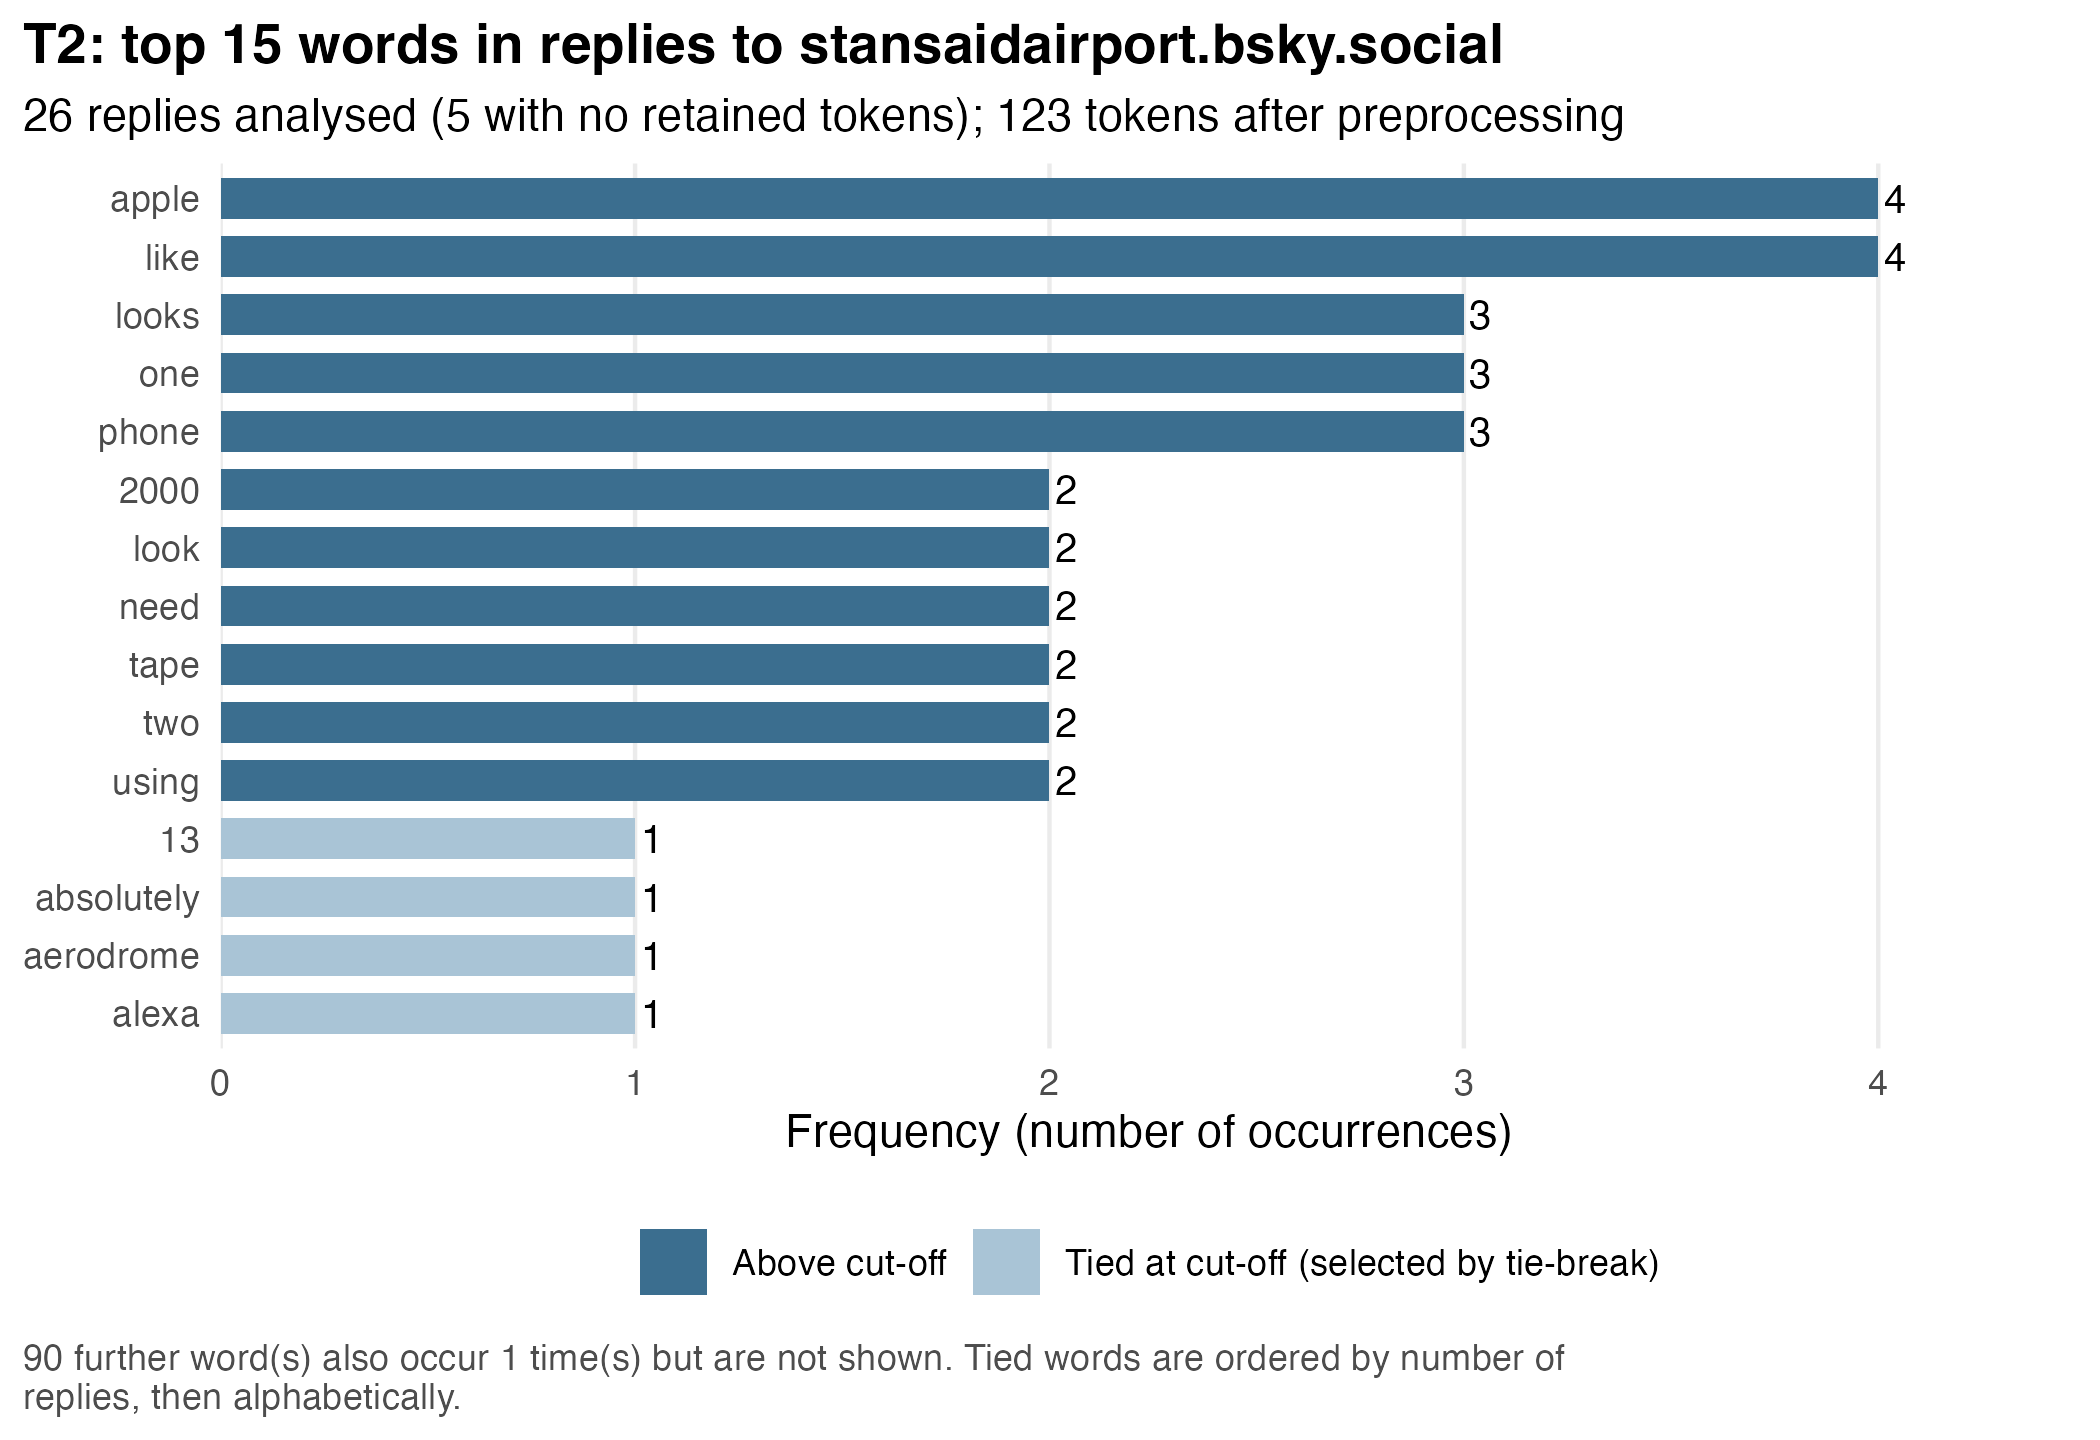 T2: top 15 words in replies to stansaidairport.bsky.social
26 replies analysed (5 with no retained tokens); 123 tokens after preprocessing
apple 4
like 4
looks 3
one 3
phone 3
2000 2
look 2
need 2
tape 2
two 2
using 2
13 1
absolutely 1
aerodrome 1
alexa 1
0 1 2 3 4
Frequency (number of occurrences)
Above cut-off Tied at cut-off (selected by tie-break)
90 further word(s) also occur 1 time(s) but are not shown. Tied words are ordered by number of
replies, then alphabetically.